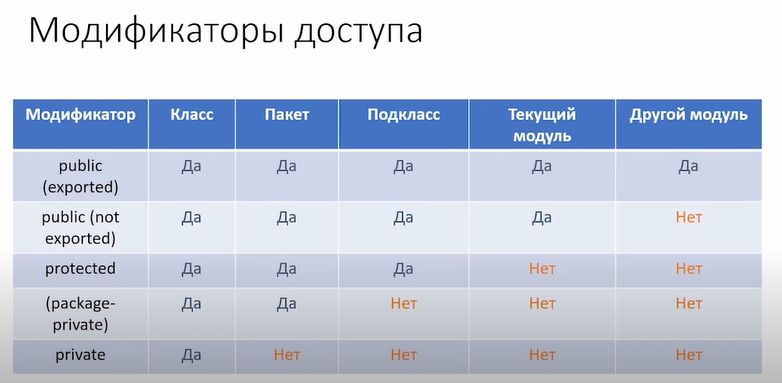 Модификаторы доступа
Модификатор Класс Пакет Подкласс Текущий модуль Другой модуль
public (exported) Да Да Да Да Да
public (not exported) Да Да Да Да Нет
protected Да Да Да Нет Нет
(package-private) Да Да Нет Нет Нет
private Да Нет Нет Нет Нет